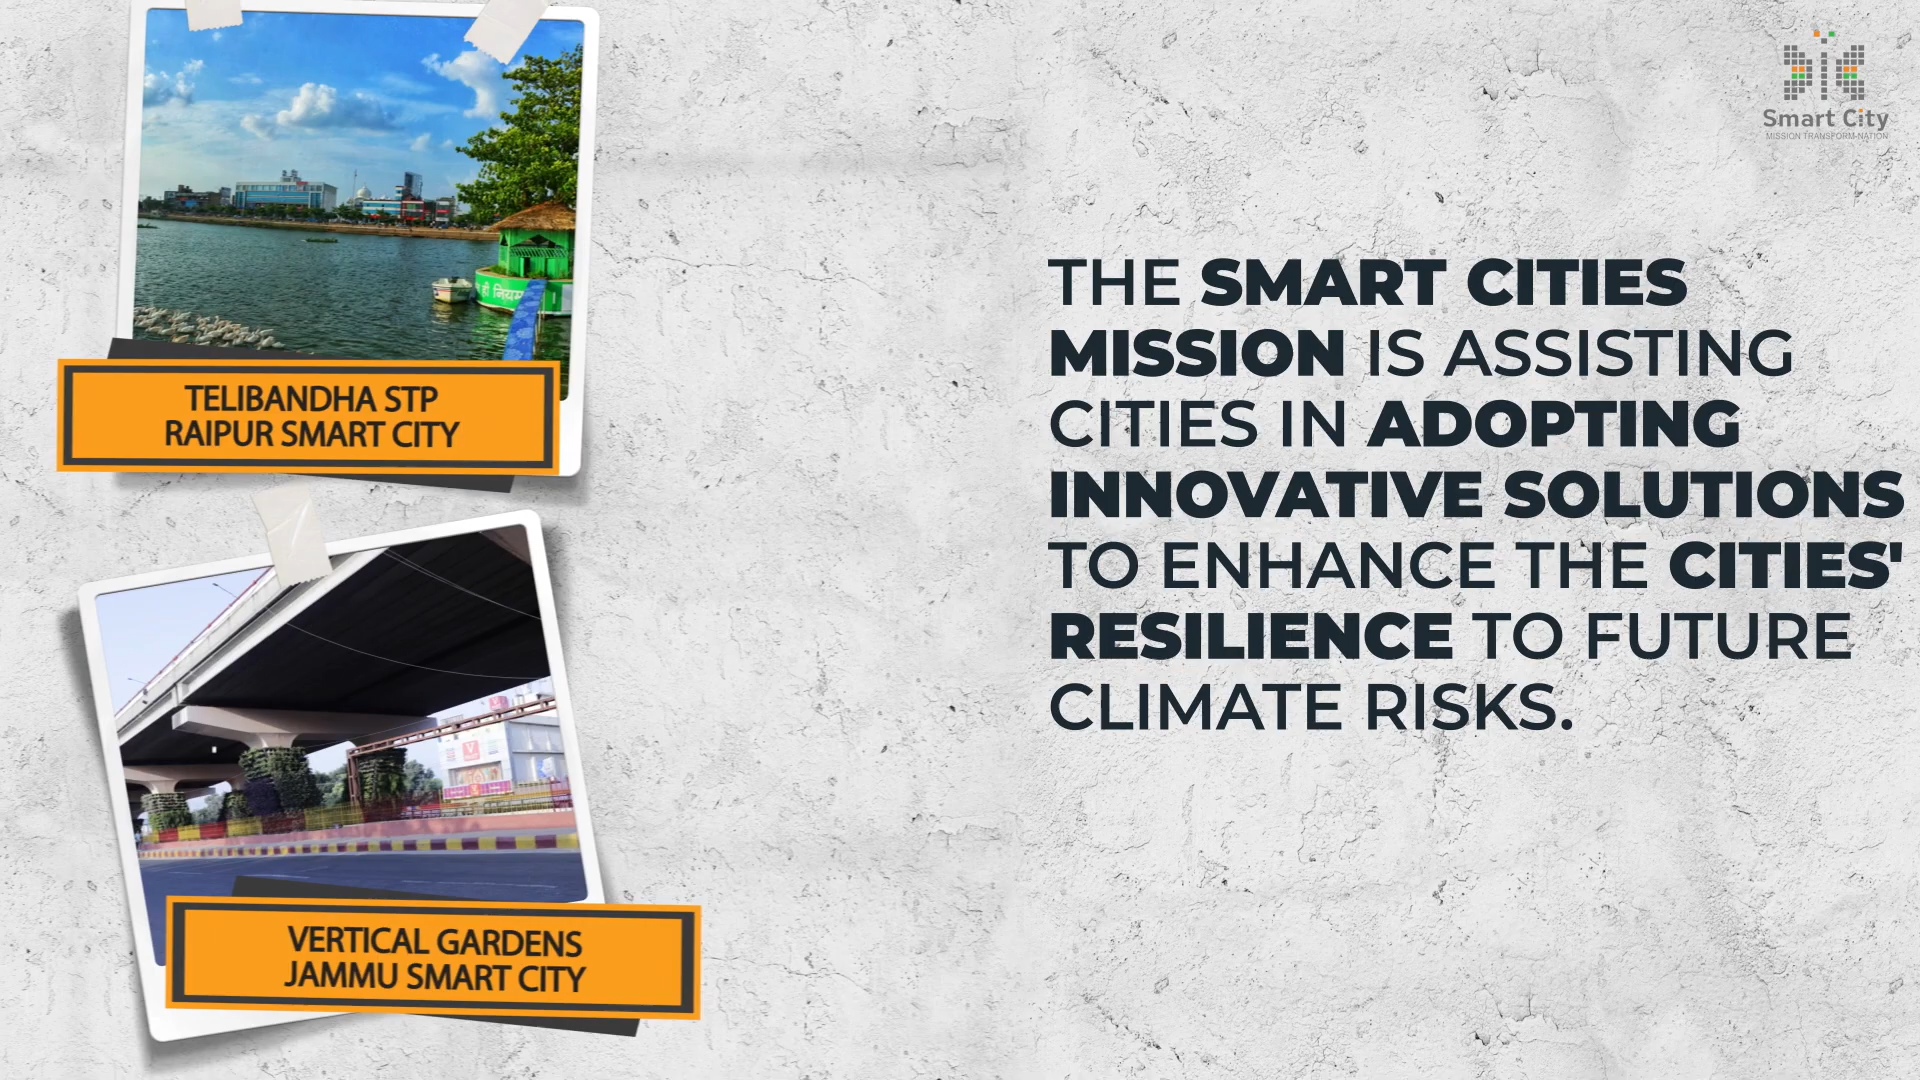 Smart City
MISSION TRANSFORM-NATION
हो नियम
TELIBANDHA STP
RAIPUR SMART CITY
THE SMART CITIES
MISSION IS ASSISTING
CITIES IN ADOPTING
INNOVATIVE SOLUTIONS
TO ENHANCE THE CITIES'
RESILIENCE TO FUTURE
CLIMATE RISKS.
VERTICAL GARDENS
JAMMU SMART CITY